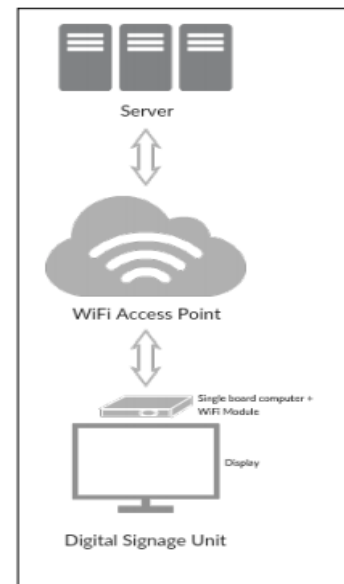 Server
WiFi Access Point
Single board computer +
WiFi Module
Display
Digital Signage Unit